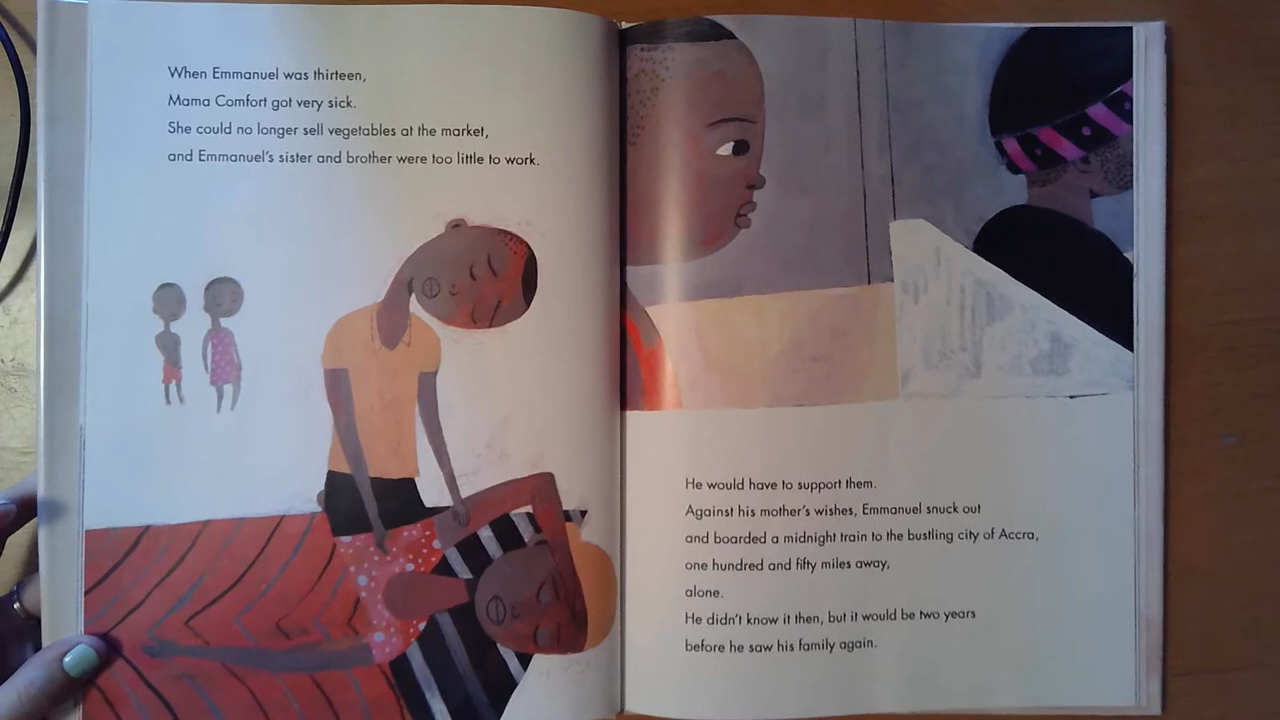 When Emmanuel was thirteen,
Mama Comfort got very sick.
She could no longer sell vegetables at the market,
and Emmanuel's sister and brother were too little to work.
He would have to support them.
Against his mother's wishes, Emmanuel snuck out
and boarded a midnight train to the bustling city of Accra,
one hundred and fifty miles away,
alone.
He didn't know it then, but it would be two years
before he saw his family again.